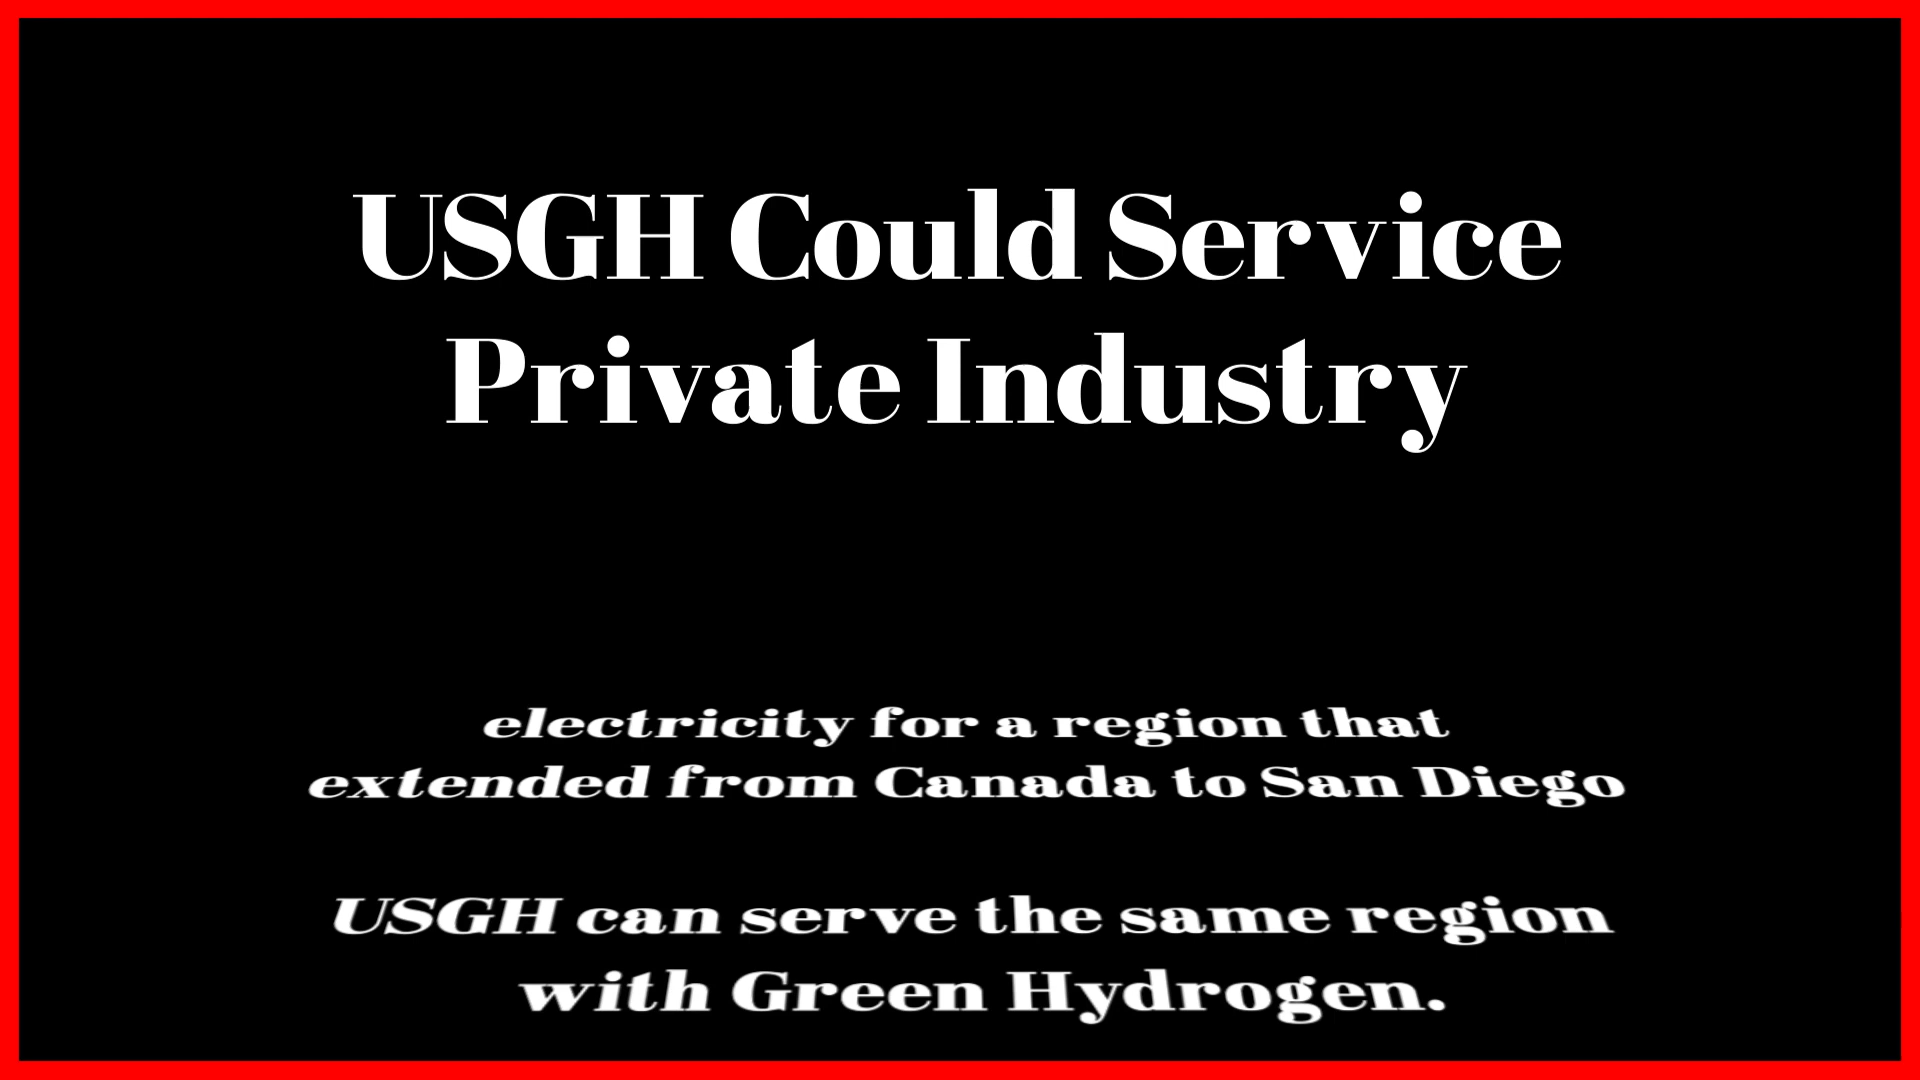 USGH Could Service
Private Industry
electricity for a region that
extended from Canada to San Diego
USGH can serve the same region
with Green Hydrogen.